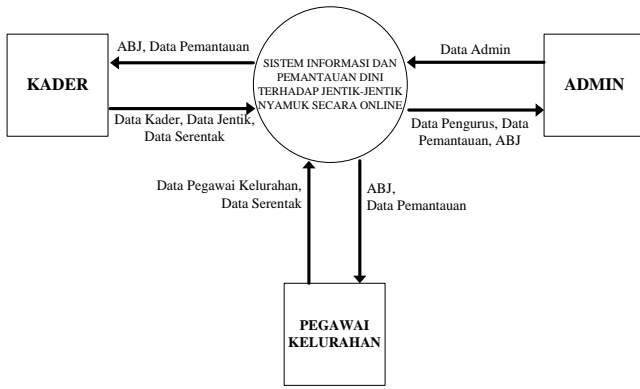 ABJ, Data Pemantauan
KADER
Data Kader, Data Jentik,
Data Serentak
SISTEM INFORMASI DAN
PEMANTAUAN DINI
TERHADAP JENTIK-JENTIK
NYAMUK SECARA ONLINE
Data Admin
ADMIN
Data Pengurus, Data
Pemantauan, ABJ
Data Pegawai Kelurahan,
Data Serentak
ABJ,
Data Pemantauan
PEGAWAI
KELURAHAN